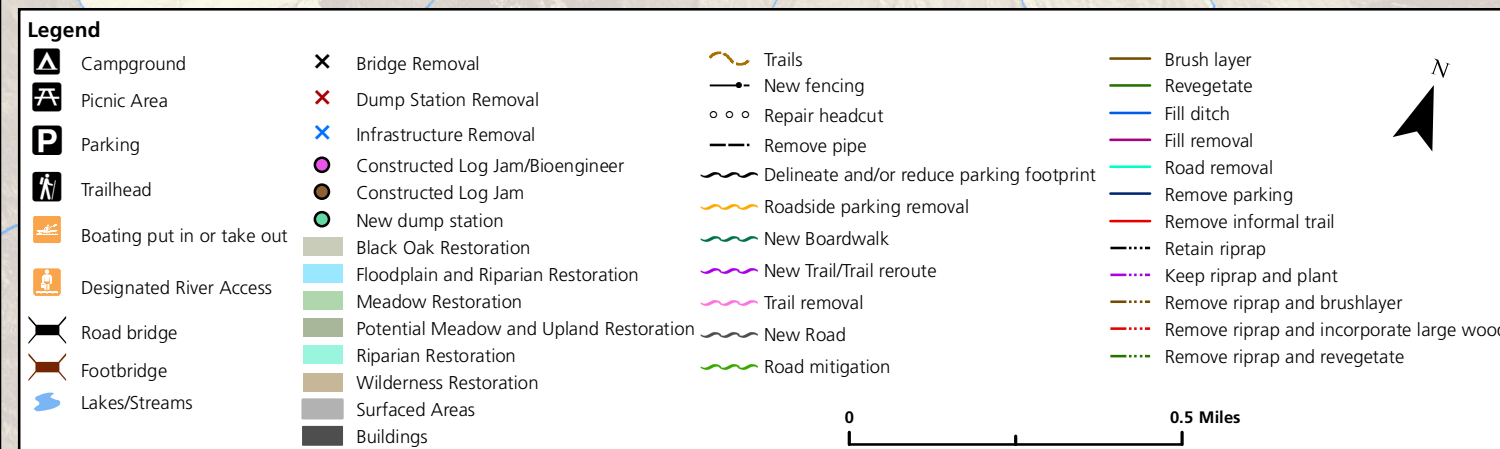 Legend
Campground
Picnic Area
P
Parking
Trailhead
Boating put in or take out
Designated River Access
Road bridge
Footbridge
Lakes/Streams
Bridge Removal
Dump Station Removal
Infrastructure Removal
Constructed Log Jam/Bioengineer
Constructed Log Jam
New dump station
Black Oak Restoration
Floodplain and Riparian Restoration
Meadow Restoration
Potential Meadow and Upland Restoration
Riparian Restoration
Wilderness Restoration
Surfaced Areas
Buildings
Trails
New fencing
Repair headcut
Remove pipe
Delineate and/or reduce parking footprint
Roadside parking removal
New Boardwalk
New Trail/Trail reroute
Trail removal
New Road
Road mitigation
Brush layer
Revegetate
Fill ditch
Fill removal
Road removal
Remove parking
Remove informal trail
Retain riprap
Keep riprap and plant
Remove riprap and brushlayer
Remove riprap and incorporate large
Remove riprap and revegetate
N
0 0.5 Miles